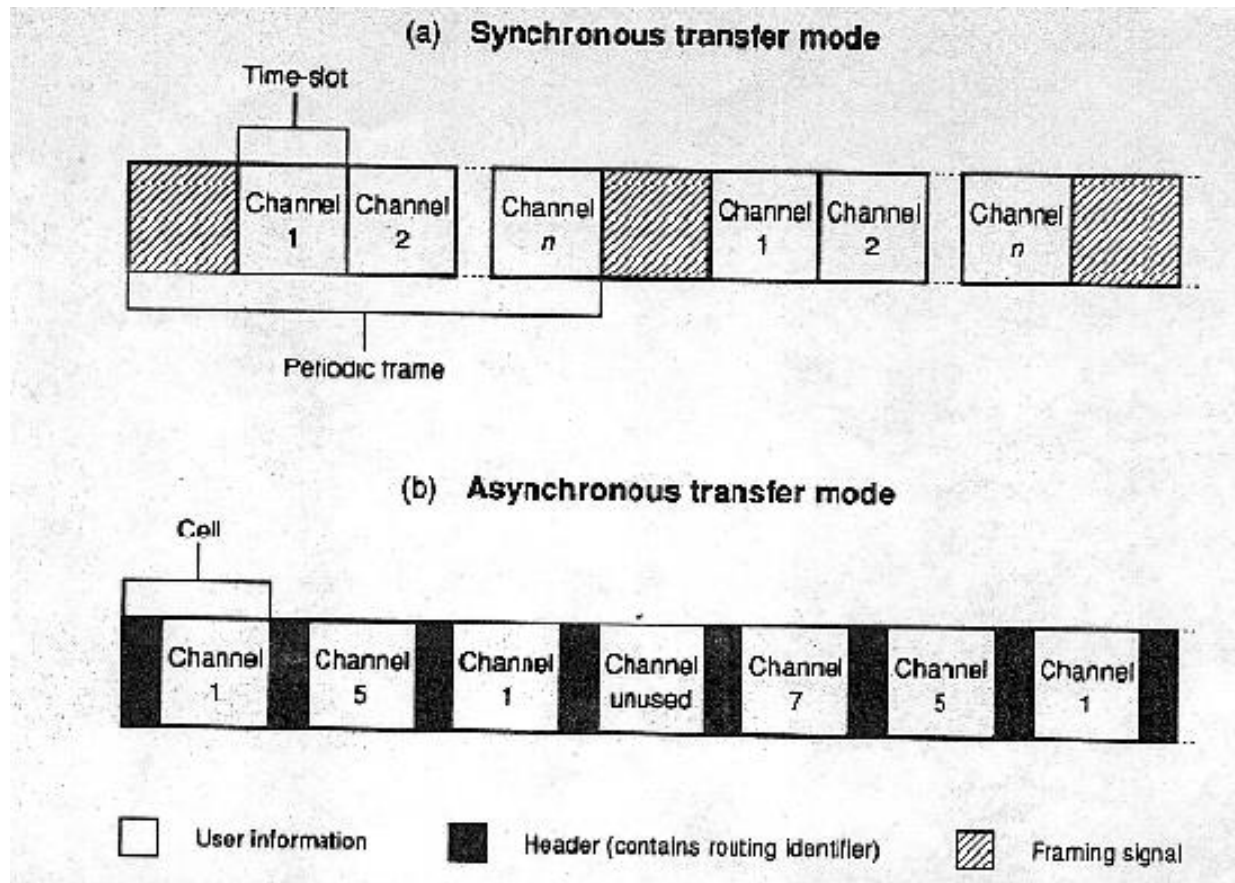 (a) Synchronous transfer mode
Time-slot
Channel 1
Channel 2
Channel n
Channel 1
Channel 2
Channel n
Periodic trame
(b) Asynchronous transfer mode
Cell
Channel 1
Channel 5
Channel 1
Channel unused
Channel 7
Channel 5
Channel 1
User information
Header (contains routing identifier)
Framing signal